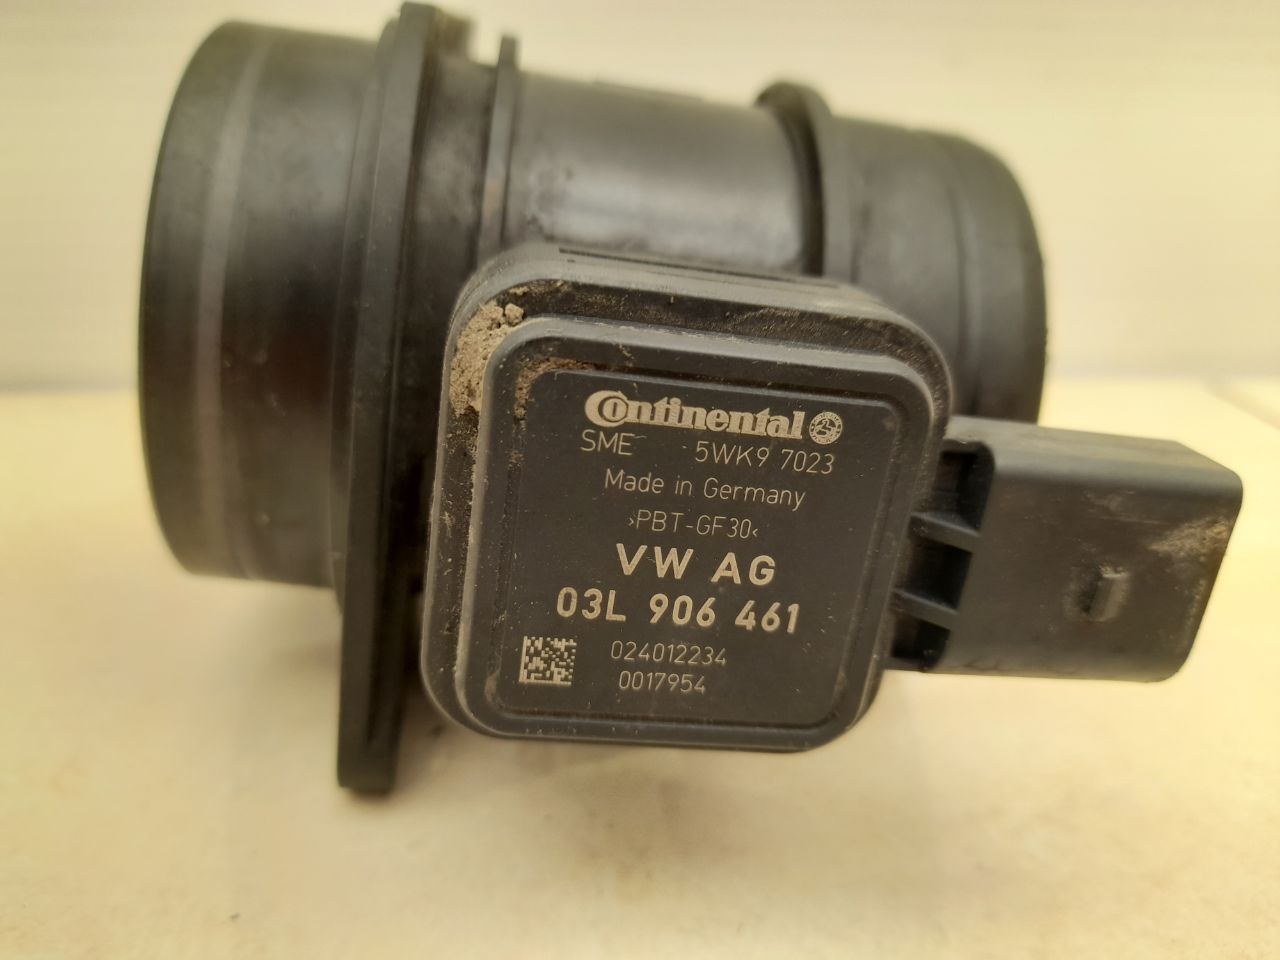 Continental
SME 5WK9 7023
Made in Germany
>PBT-GF30<
VW AG
03L 906 461
024012234
0017954